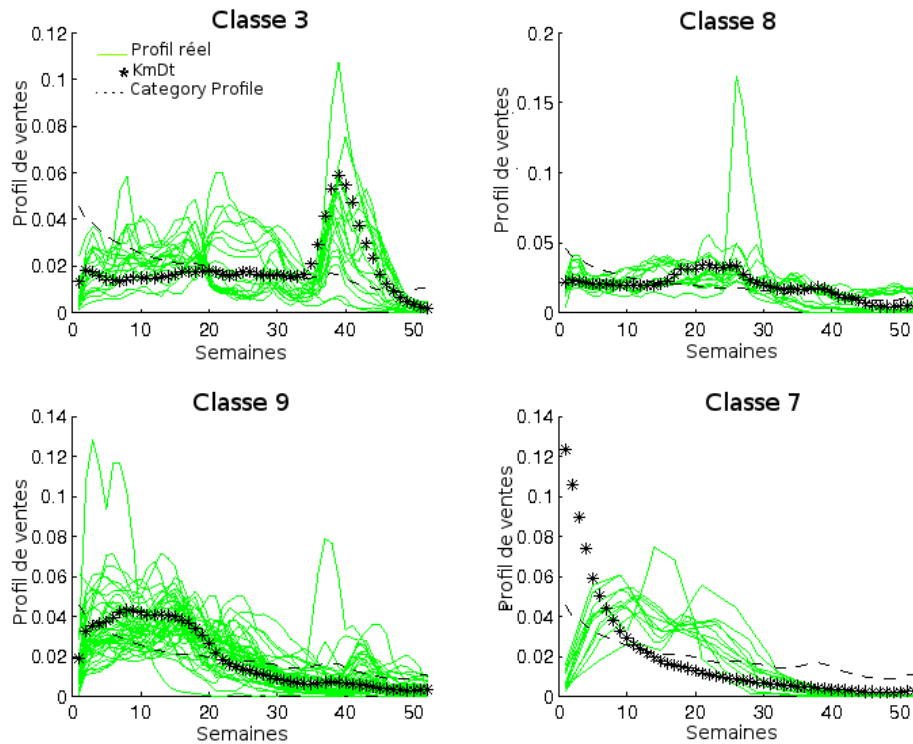 Classe 3
Profil réel
KmDt
Category Profile
Profil de ventes
0.12
0.1
0.08
0.06
0.04
0.02
0
0 10 20 30 40 50
Semaines
Classe 8
Profil de ventes
0.2
0.15
0.1
0.05
0
0 10 20 30 40 50
Semaines
Classe 9
Profil de ventes
0.14
0.12
0.1
0.08
0.06
0.04
0.02
0
0 10 20 30 40 50
Semaines
Classe 7
Profil de ventes
0.14
0.12
0.1
0.08
0.06
0.04
0.02
0
0 10 20 30 40 50
Semaines